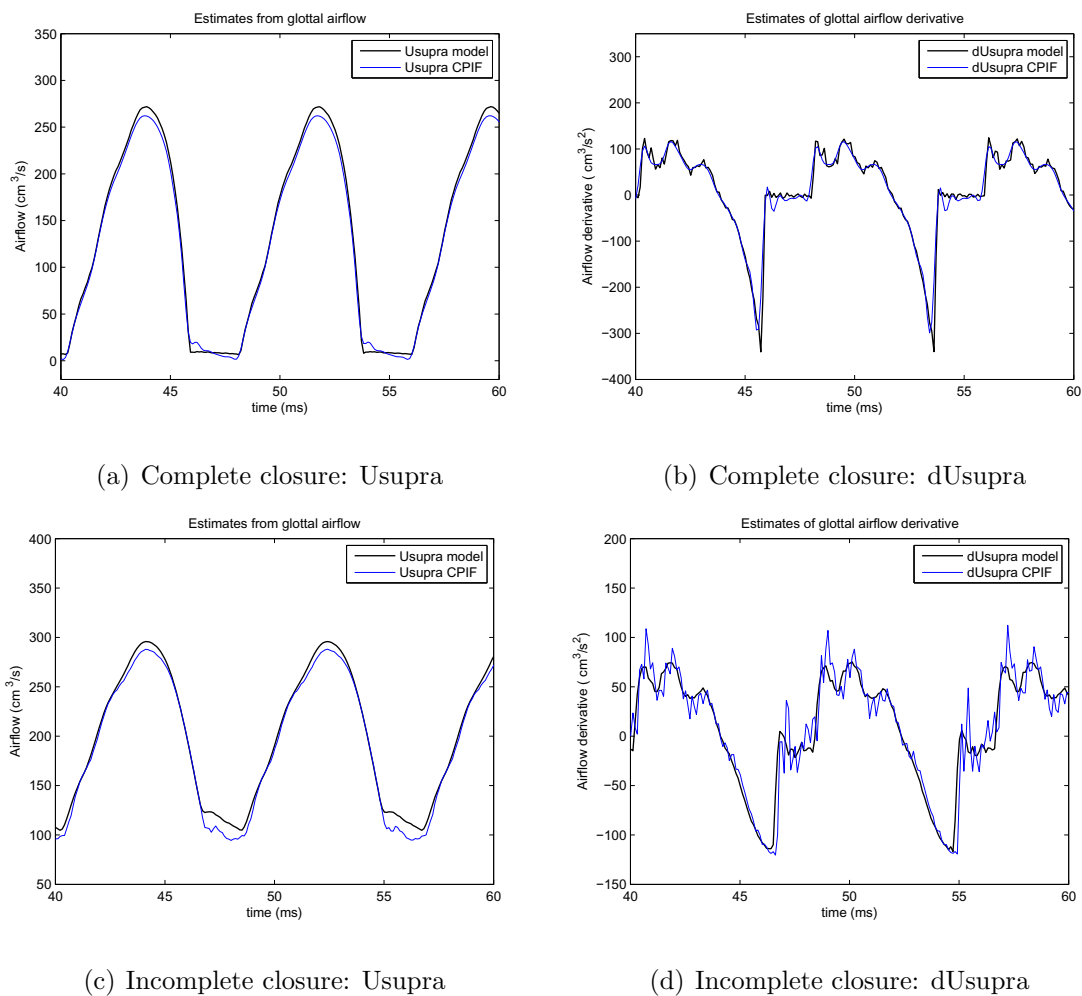 Estimates from glottal airflow
350
300
250
200
150
100
50
0
Airflow (cm³/s)
Usupra model
Usupra CPIF
40 45 50 55 60
time (ms)
Estimates of glottal airflow derivative
300
200
100
0
−100
−200
−300
−400
Airflow derivative ( cm³/s²)
dUsupra model
dUsupra CPIF
40 45 50 55 60
time (ms)
(a) Complete closure: Usupra
(b) Complete closure: dUsupra
Estimates from glottal airflow
400
350
300
250
200
150
100
50
Airflow (cm³/s)
Usupra model
Usupra CPIF
40 45 50 55 60
time (ms)
Estimates of glottal airflow derivative
200
150
100
50
0
−50
−100
−150
Airflow derivative ( cm³/s²)
dUsupra model
dUsupra CPIF
40 45 50 55 60
time (ms)
(c) Incomplete closure: Usupra
(d) Incomplete closure: dUsupra